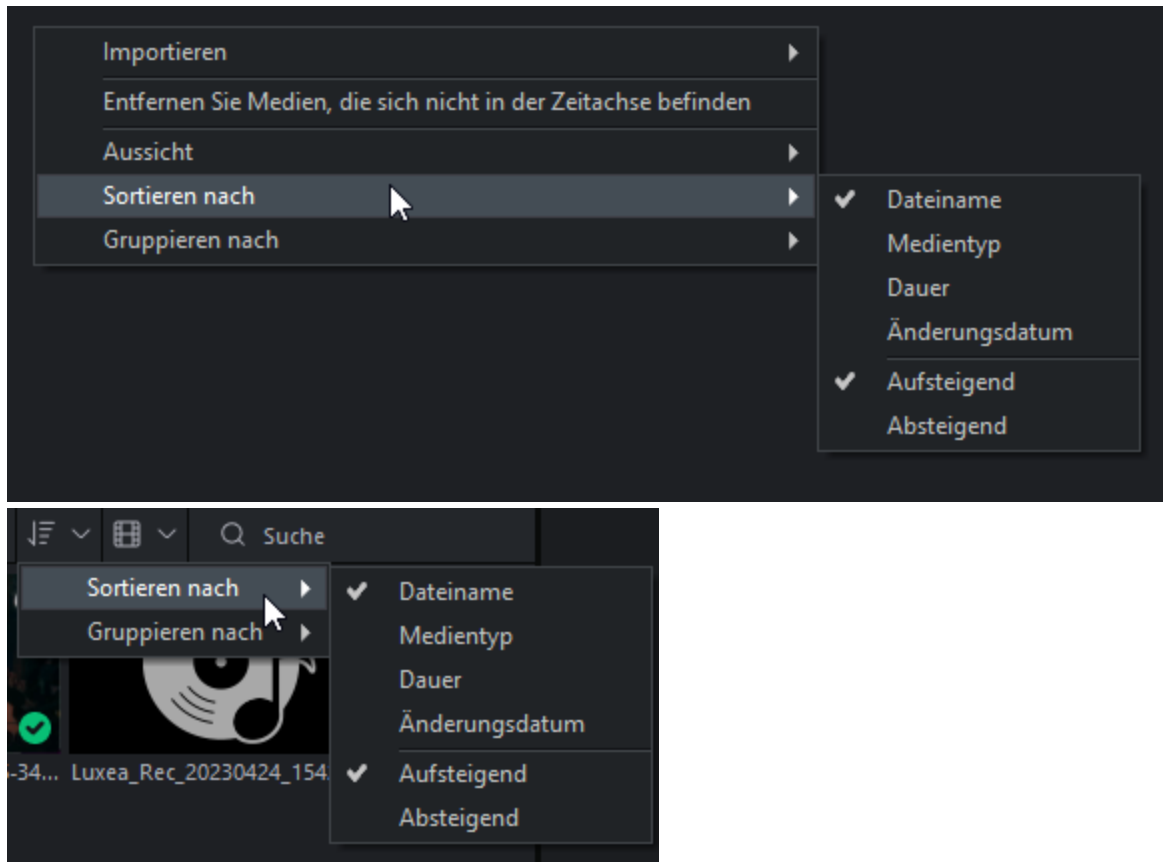 Importieren
Entfernen Sie Medien, die sich nicht in der Zeitachse befinden
Aussicht
Sortieren nach
Gruppieren nach
Dateiname
Medientyp
Dauer
Änderungsdatum
Aufsteigend
Absteigend
Suche
Sortieren nach
Gruppieren nach
Dateiname
Medientyp
Dauer
Änderungsdatum
Aufsteigend
Absteigend
-34... Luxea_Rec_20230424_154